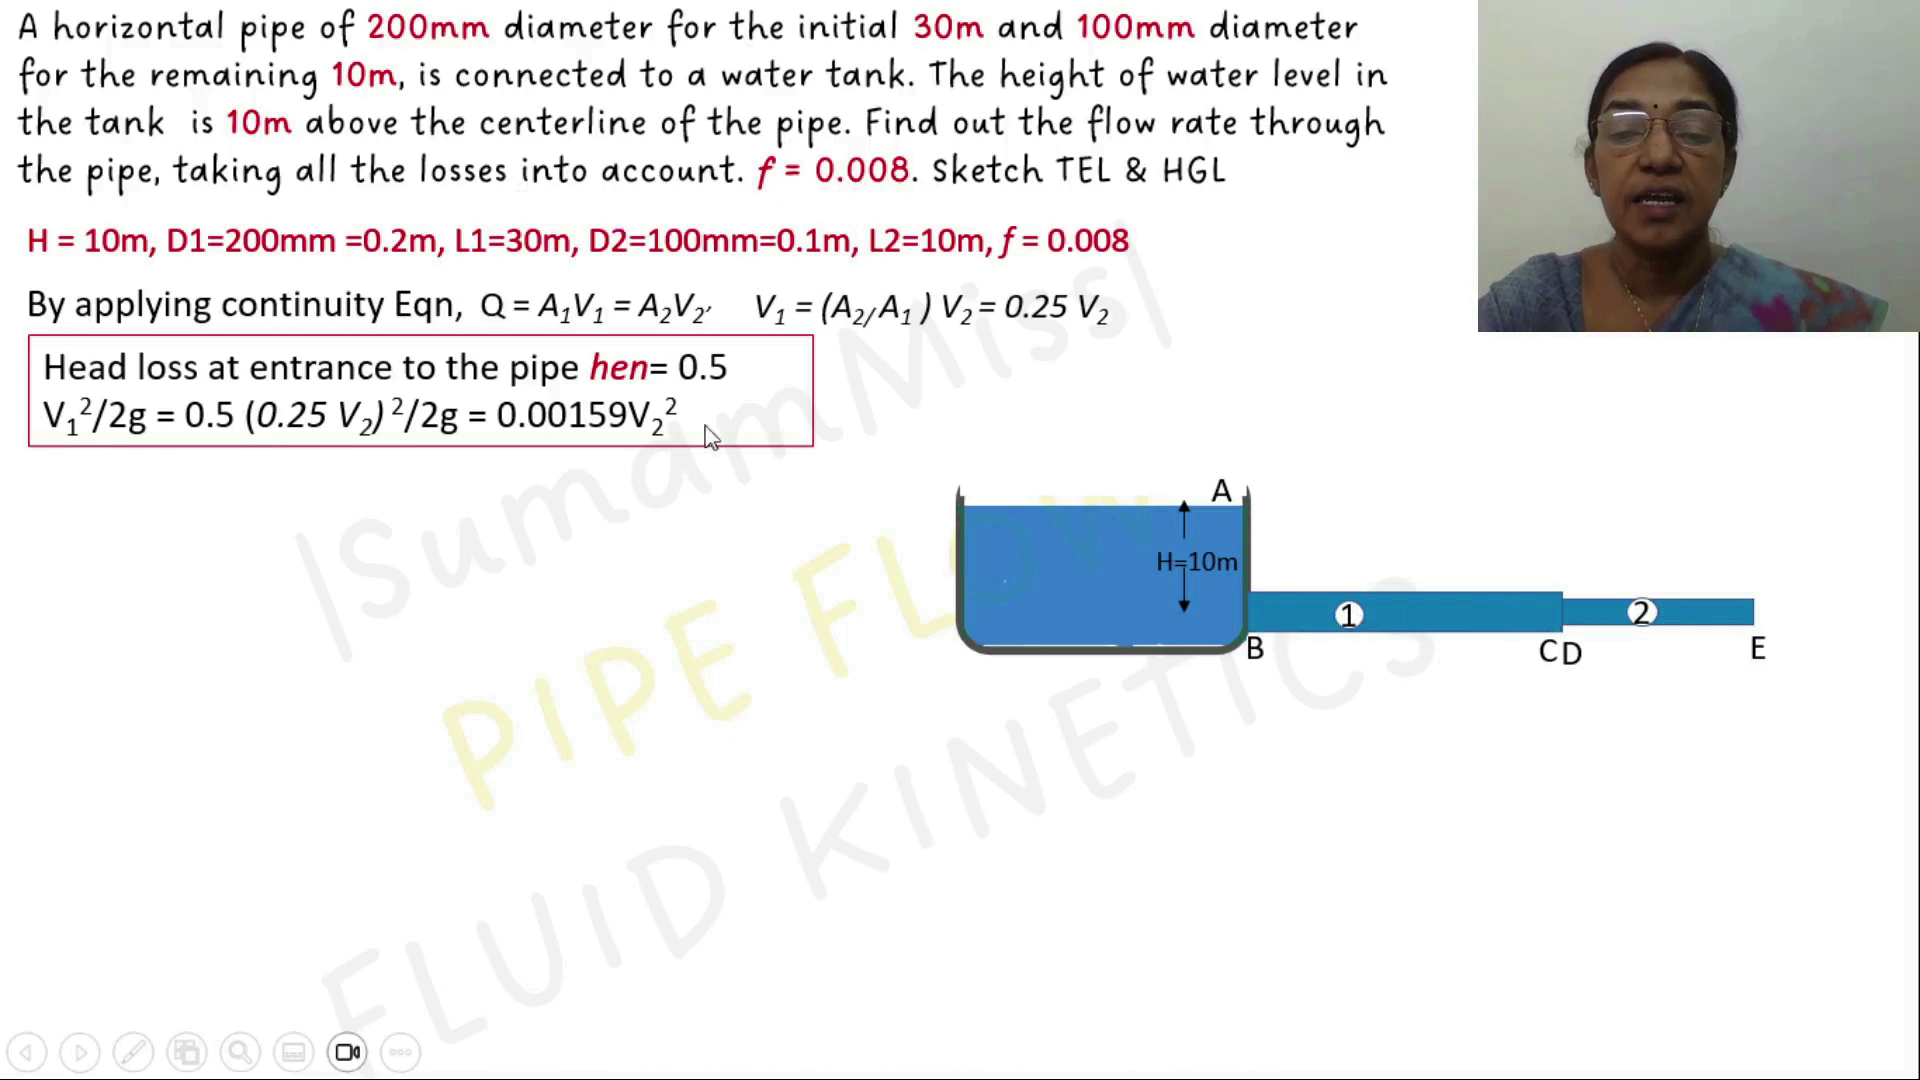 A horizontal pipe of 200mm diameter for the initial 30m and 100mm diameter
for the remaining 10m, is connected to a water tank. The height of water level in
the tank is 10m above the centerline of the pipe. Find out the flow rate through
the pipe, taking all the losses into account. f = 0.008. Sketch TEL & HGL
H = 10m, D1=200mm =0.2m, L1=30m, D2=100mm=0.1m, L2=10m, f = 0.008
By applying continuity Eqn, Q = A₁V₁ = A₂V₂, V₁ = (A₂/A₁) V₂ = 0.25 V₂
Head loss at entrance to the pipe hen= 0.5
V₁²/2g = 0.5 (0.25 V₂)²/2g = 0.00159V₂²
|SumamMiss|
PIPE FLOW
FLUID KINETICS
A
H=10m
1
2
B
C D
E